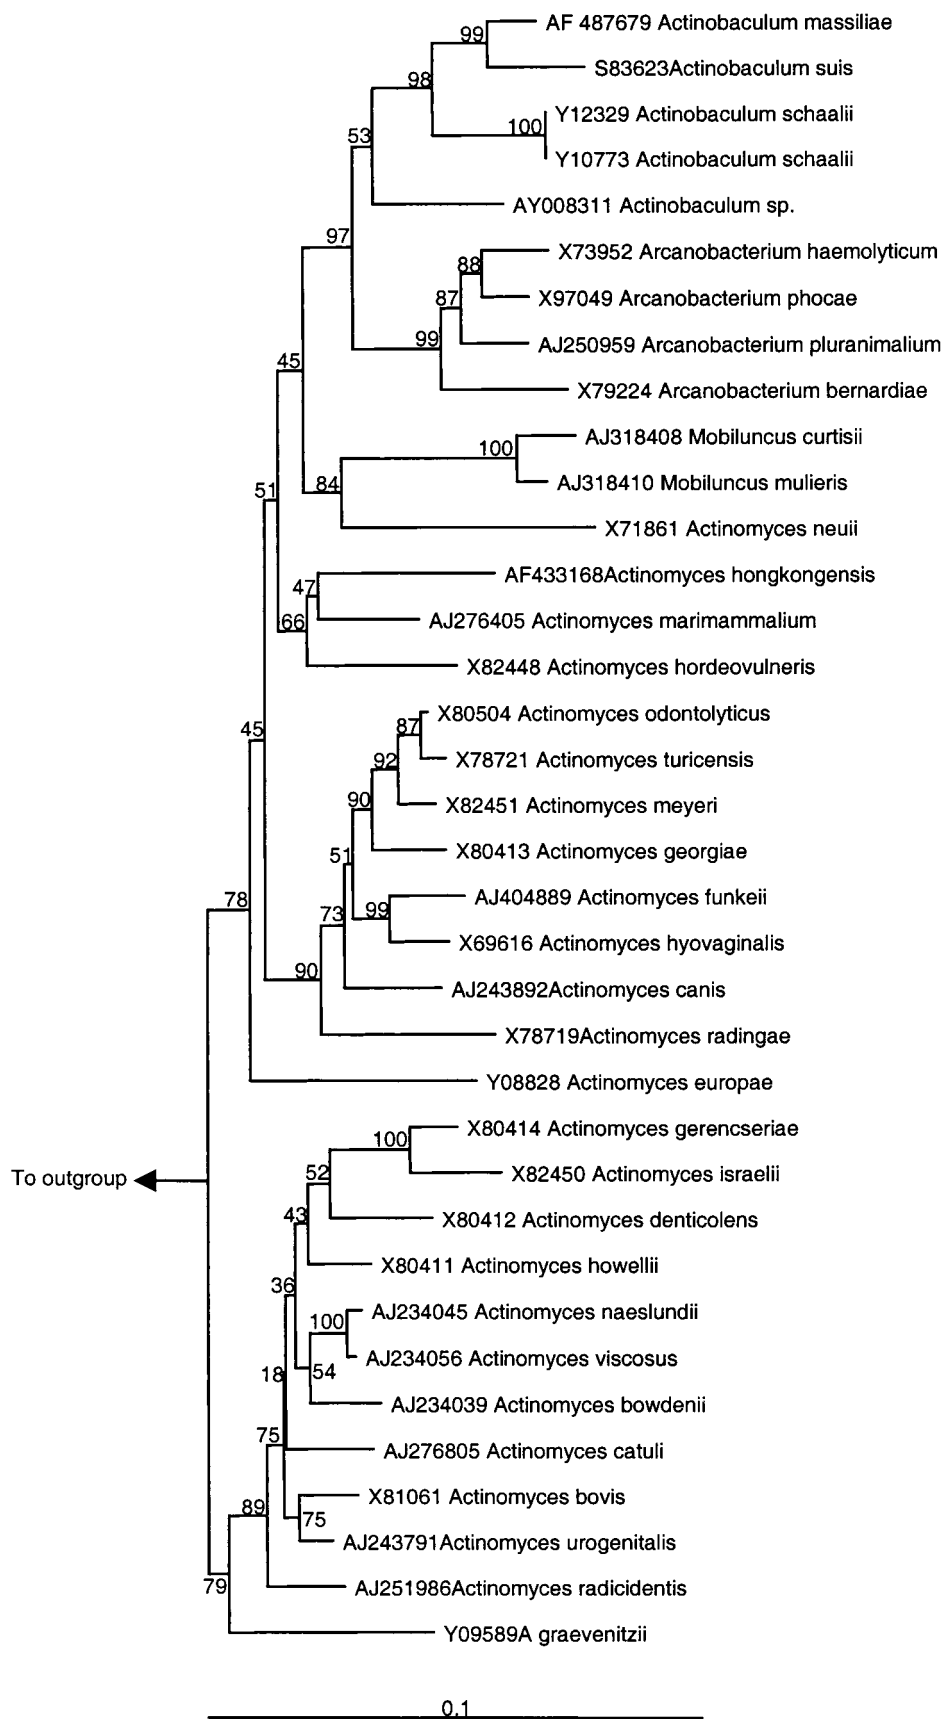 99
AF 487679 Actinobaculum massiliae
S83623Actinobaculum suis
98
100
Y12329 Actinobaculum schaalii
Y10773 Actinobaculum schaalii
53
AY008311 Actinobaculum sp.
97
X73952 Arcanobacterium haemolyticum
88
X97049 Arcanobacterium phocae
87
AJ250959 Arcanobacterium pluranimalium
99
X79224 Arcanobacterium bernardiae
45
AJ318408 Mobiluncus curtisii
100
AJ318410 Mobiluncus mulieris
84
X71861 Actinomyces neuii
51
AF433168Actinomyces hongkongensis
47
AJ276405 Actinomyces marimammalium
66
X82448 Actinomyces hordeovulneris
X80504 Actinomyces odontolyticus
87
X78721 Actinomyces turicensis
92
X82451 Actinomyces meyeri
90
X80413 Actinomyces georgiae
51
AJ404889 Actinomyces funkeii
99
X69616 Actinomyces hyovaginalis
73
AJ243892Actinomyces canis
90
X78719Actinomyces radingae
45
78
Y08828 Actinomyces europae
X80414 Actinomyces gerencseriae
100
X82450 Actinomyces israelii
To outgroup
52
X80412 Actinomyces denticolens
43
X80411 Actinomyces howellii
36
AJ234045 Actinomyces naeslundii
100
AJ234056 Actinomyces viscosus
54
18
AJ234039 Actinomyces bowdenii
75
AJ276805 Actinomyces catuli
X81061 Actinomyces bovis
75
89
AJ243791Actinomyces urogenitalis
AJ251986Actinomyces radicidentis
79
Y09589A graevenitzii
0.1